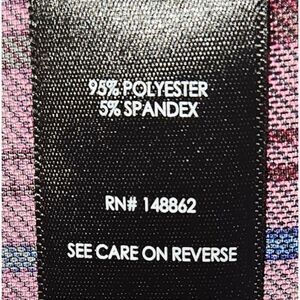 95% POLYESTER
5% SPANDEX
RN# 148862
SEE CARE ON REVERSE